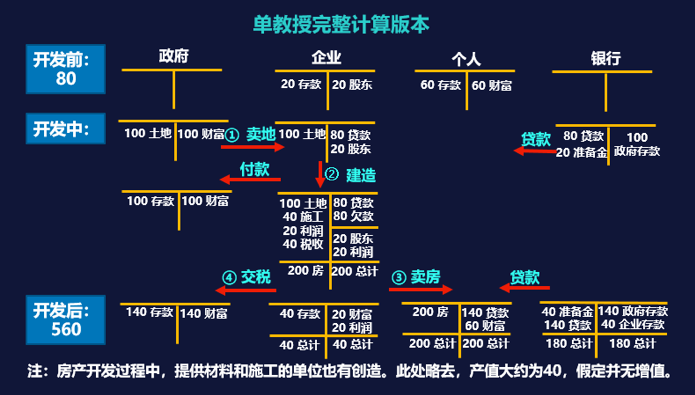 单教授完整计算版本
政府 企业 个人 银行
开发前：
80
20 存款 20 股东 60 存款 60 财富
开发中：
100 土地 100 财富
① 卖地
100 土地 80 贷款
20 股东
贷款
80 贷款 100
20 准备金 政府存款
付款
② 建造
100 存款 100 财富
100 土地 80 贷款
40 施工 80 欠款
20 利润 20 股东
40 税收 20 利润
200 房 200 总计
④ 交税
③ 卖房
贷款
开发后：
560
140 存款 140 财富
40 存款 20 财富
20 利润
40 总计 40 总计
200 房 140 贷款
60 财富
200 总计 200 总计
40 准备金 140 政府存款
140 贷款 40 企业存款
180 总计 180 总计
注：房产开发过程中，提供材料和施工的单位也有创造。此处略去，产值大约为40，假定并无增值。